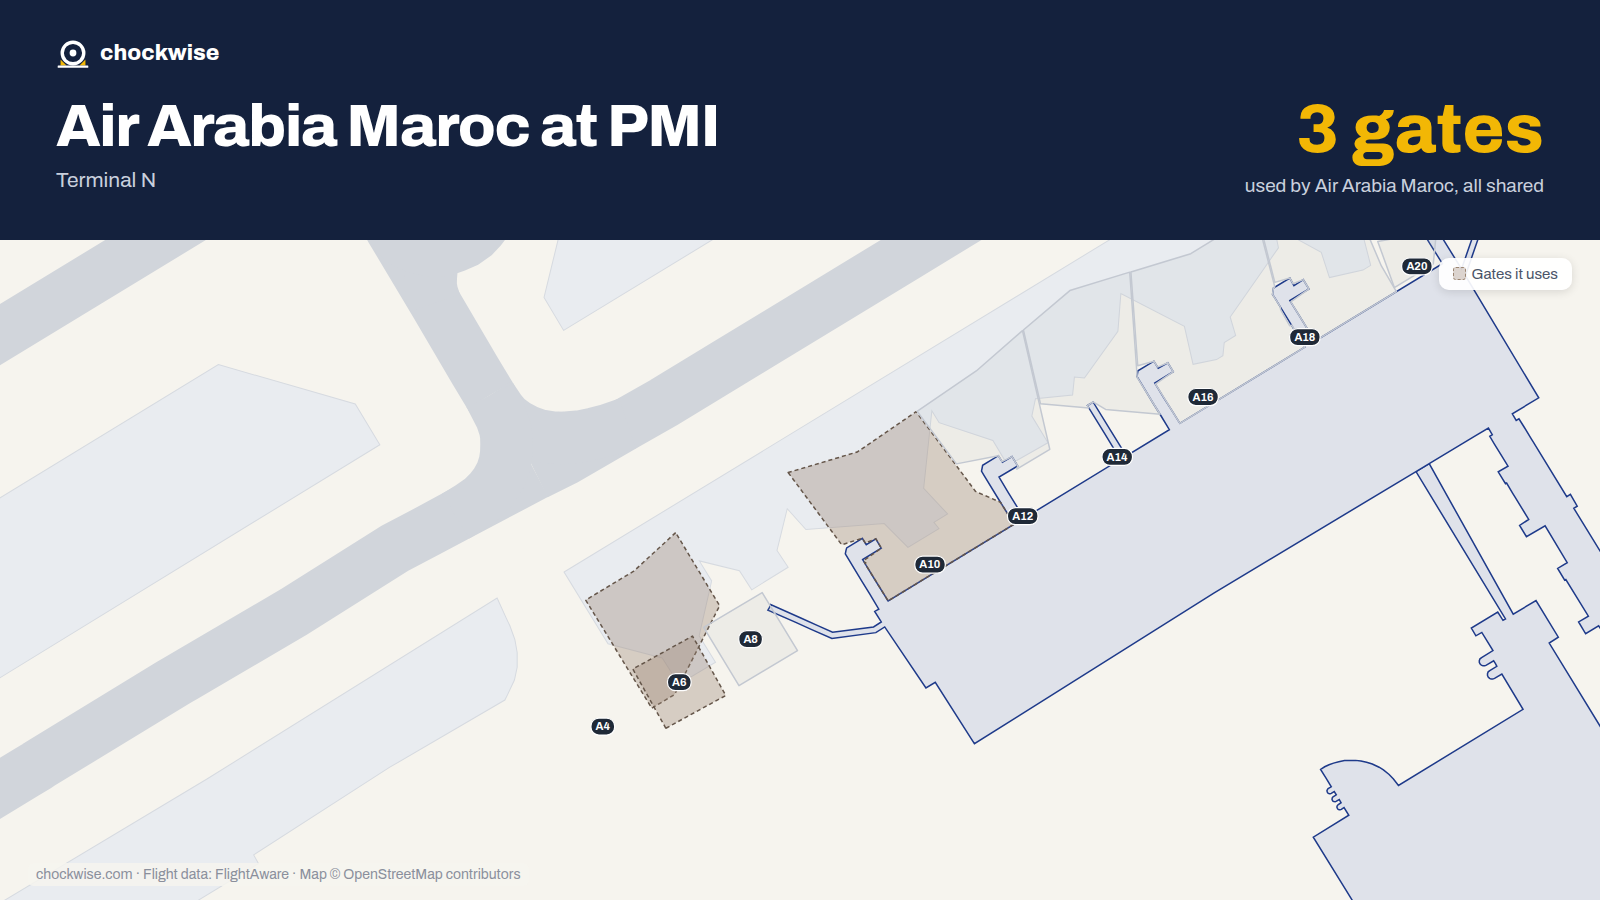 chockwise
Air Arabia Maroc at PMI
Terminal N
3 gates
used by Air Arabia Maroc, all shared
A20
Gates it uses
A18
A16
A14
A12
A10
A8
A6
A4
chockwise.com · Flight data: FlightAware · Map © OpenStreetMap contributors